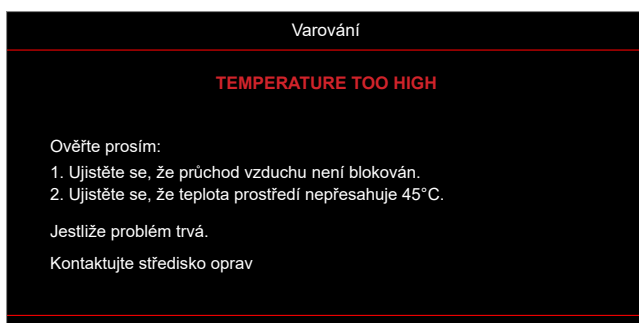 Varování
TEMPERATURE TOO HIGH
Ověřte prosím:
1. Ujistěte se, že průchod vzduchu není blokován.
2. Ujistěte se, že teplota prostředí nepřesahuje 45°C.
Jestliže problém trvá.
Kontaktujte středisko oprav